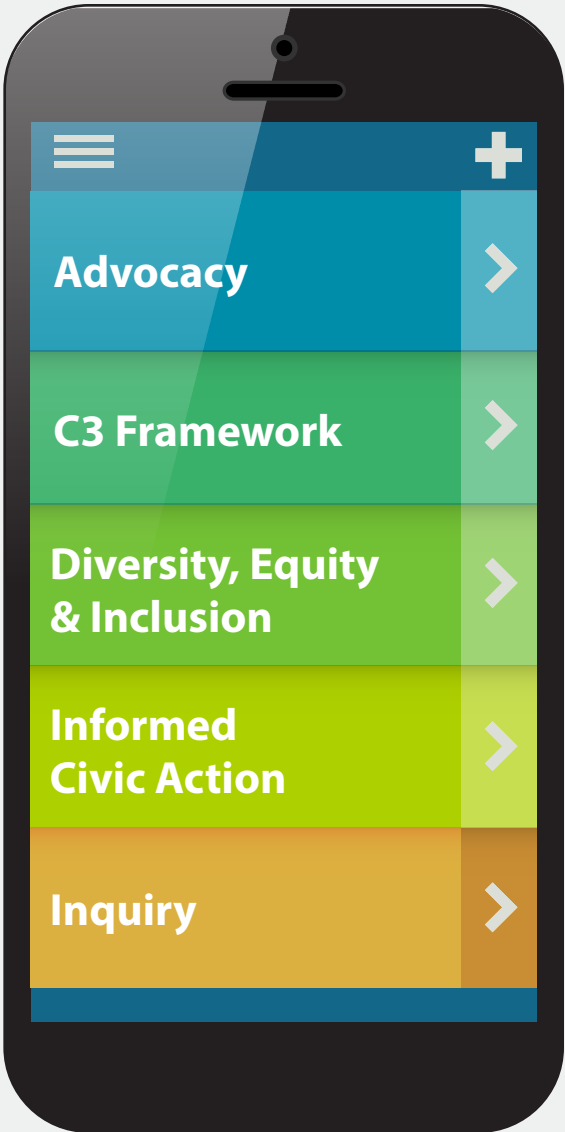 Advocacy
C3 Framework
Diversity, Equity
& Inclusion
Informed
Civic Action
Inquiry